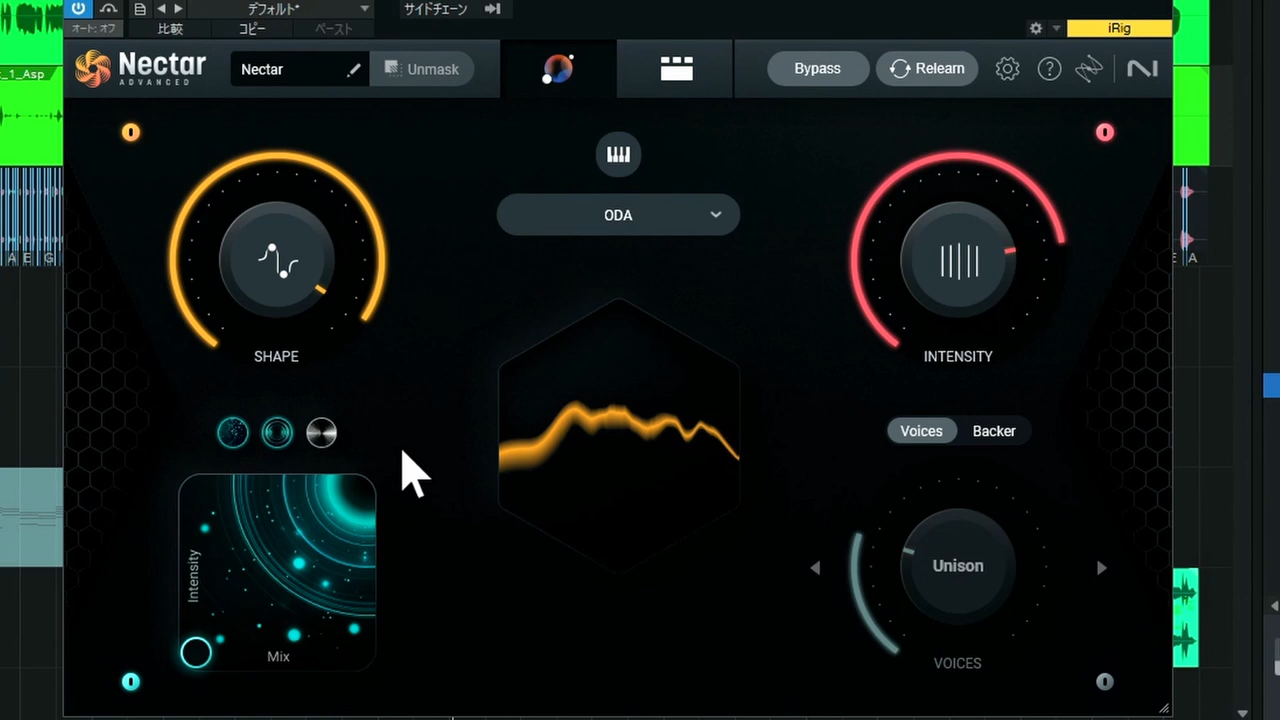 デフォルト*
サイドチェーン
オート: オフ
比較
コピー
ペースト
iRig
Nectar
ADVANCED
Nectar
Unmask
Bypass
Relearn
_1_Asp
ODA
SHAPE
INTENSITY
A E G
E A
Voices
Backer
Intensity
Mix
Unison
VOICES